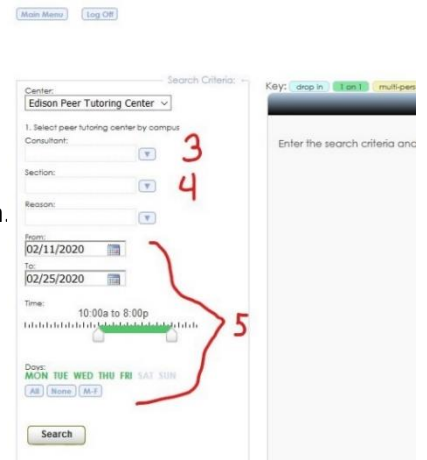 Main Menu Log Off
Search Criteria:
Key: drop in 1 on 1 multi-pers
Center:
Edison Peer Tutoring Center
1. Select peer tutoring center by campus
Consultant:
3
Enter the search criteria and
Section:
4
Reason:
From:
02/11/2020
To:
02/25/2020
Time:
10:00a to 8:00p
5
Days:
MON TUE WED THU FRI SAT SUN
All None M-F
Search